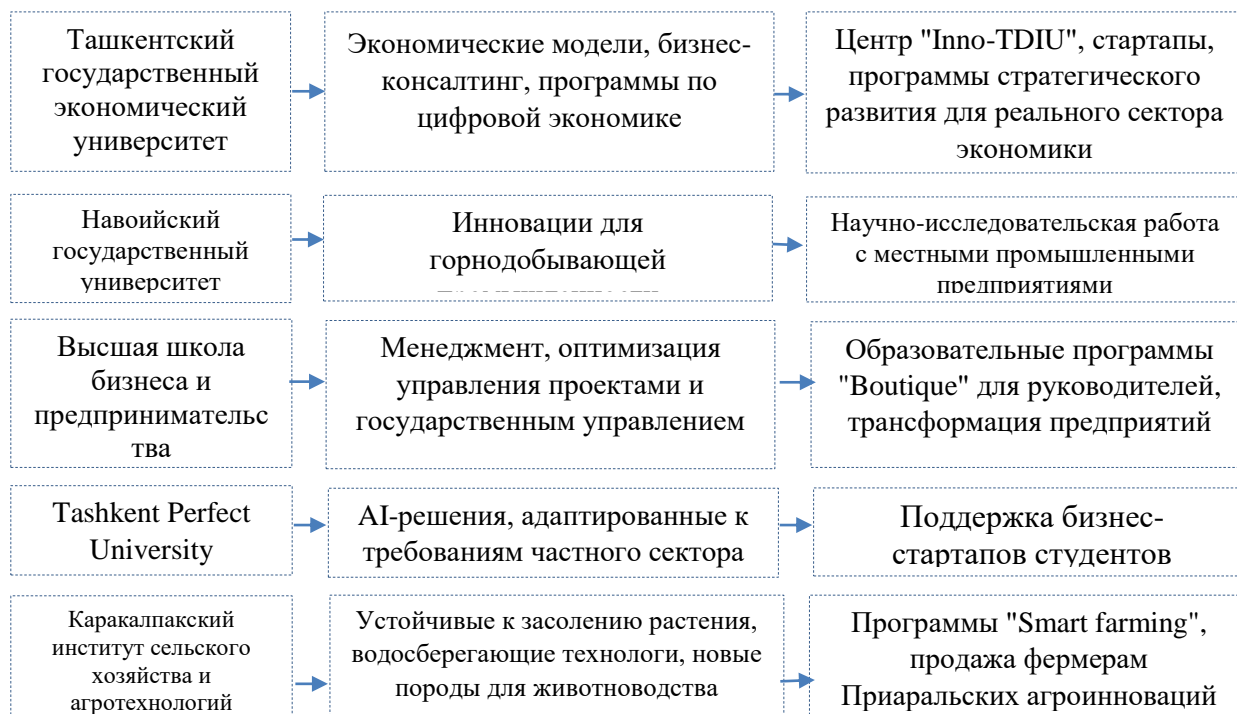 Ташкентский
государственный
экономический
университет
Экономические модели, бизнес-
консалтинг, программы по
цифровой экономике
Центр "Inno-TDIU", стартапы,
программы стратегического
развития для реального сектора
экономики
Навоийский
государственный
университет
Инновации для
горнодобывающей
Научно-исследовательская работа
с местными промышленными
предприятиями
Высшая школа
бизнеса и
предпринимательс
тва
Менеджмент, оптимизация
управления проектами и
государственным управлением
Образовательные программы
"Boutique" для руководителей,
трансформация предприятий
Tashkent Perfect
University
AI-решения, адаптированные к
требованиям частного сектора
Поддержка бизнес-
стартапов студентов
Каракалпакский
институт сельского
хозяйства и
агротехнологий
Устойчивые к засолению растения,
водосберегающие технологи, новые
породы для животноводства
Программы "Smart farming",
продажа фермерам
Приаральских агроинноваций